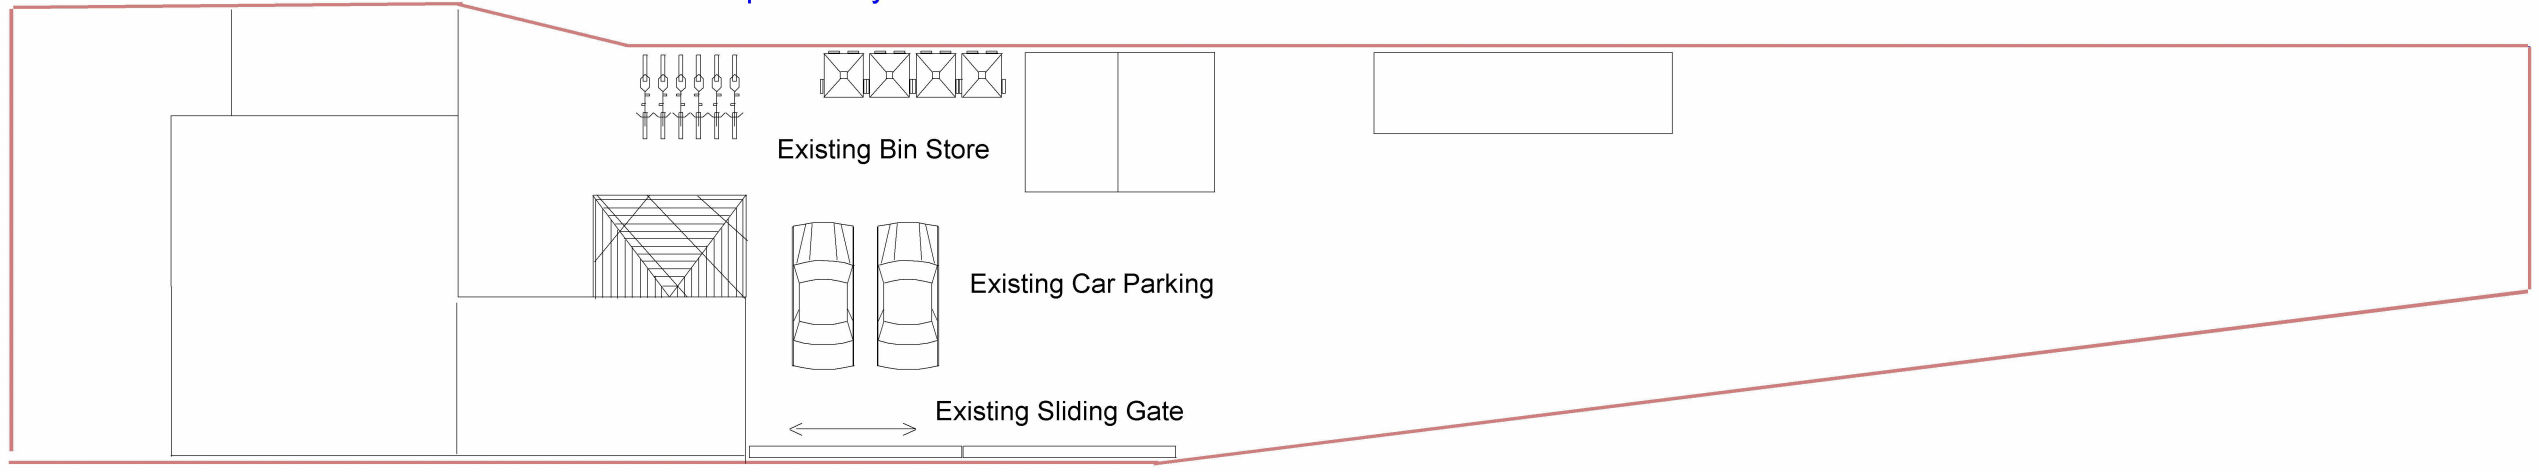 Existing Bin Store
Existing Car Parking
Existing Sliding Gate